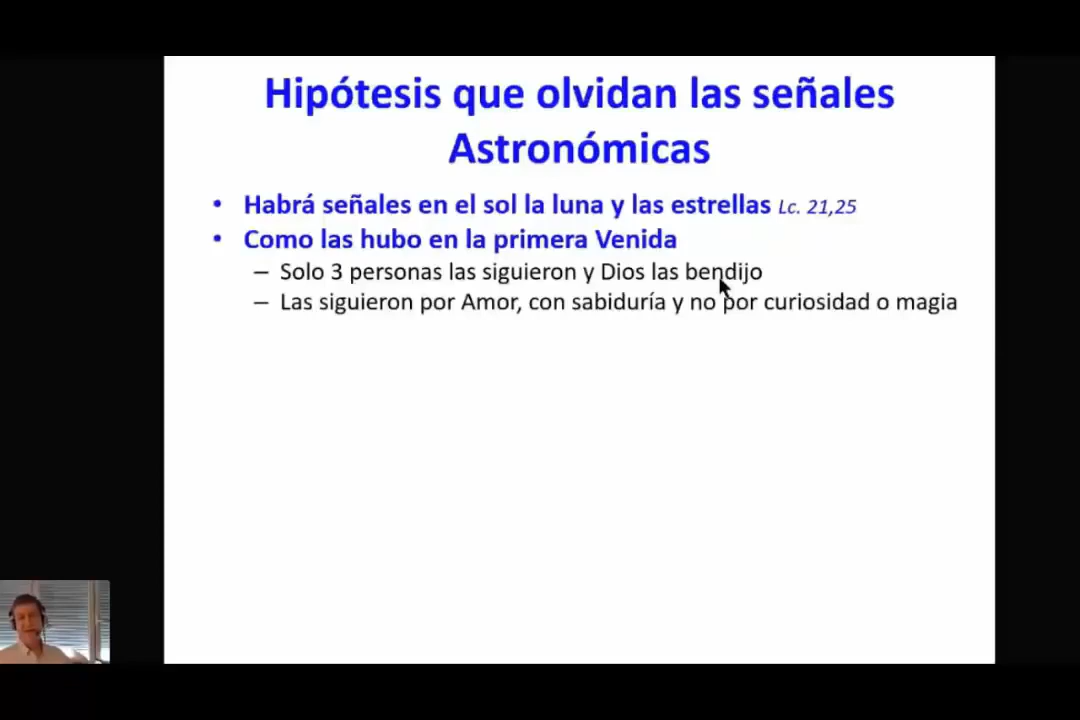 Hipótesis que olvidan las señales
Astronómicas
• Habrá señales en el sol la luna y las estrellas Lc. 21,25
• Como las hubo en la primera Venida
– Solo 3 personas las siguieron y Dios las bendijo
– Las siguieron por Amor, con sabiduría y no por curiosidad o magia